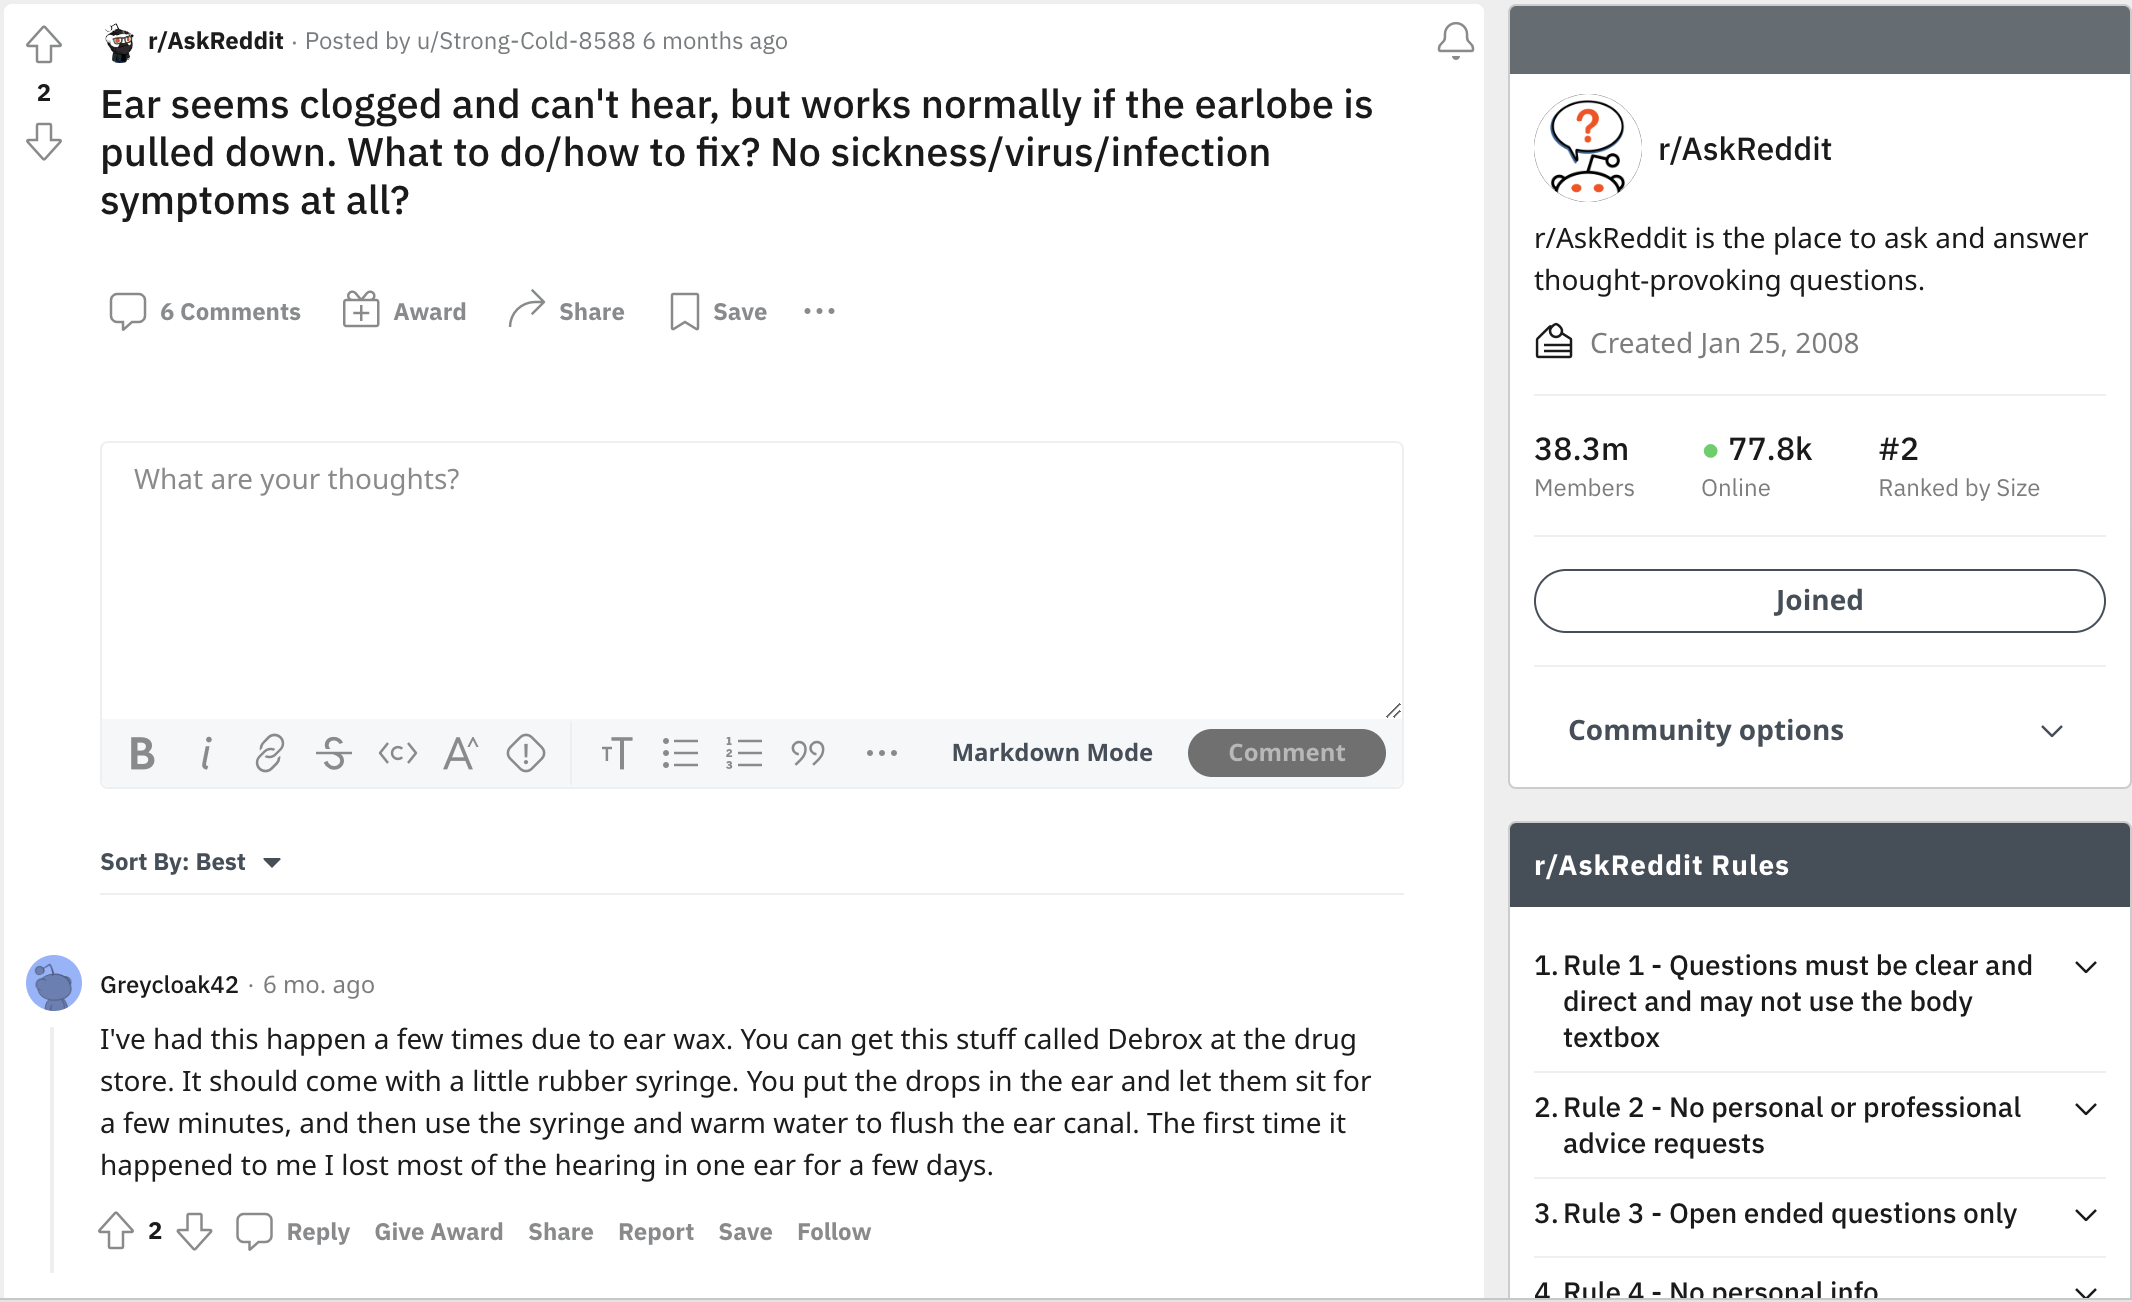 r/AskReddit · Posted by u/Strong-Cold-8588 6 months ago
2
Ear seems clogged and can't hear, but works normally if the earlobe is
pulled down. What to do/how to fix? No sickness/virus/infection
symptoms at all?
6 Comments Award Share Save ...
What are your thoughts?
B i S <c> A^ ! TT 1 2 3 99 ... Markdown Mode Comment
Sort By: Best
Greycloak42 · 6 mo. ago
I've had this happen a few times due to ear wax. You can get this stuff called Debrox at the drug
store. It should come with a little rubber syringe. You put the drops in the ear and let them sit for
a few minutes, and then use the syringe and warm water to flush the ear canal. The first time it
happened to me I lost most of the hearing in one ear for a few days.
2 Reply Give Award Share Report Save Follow
?
r/AskReddit
r/AskReddit is the place to ask and answer
thought-provoking questions.
Created Jan 25, 2008
38.3m 77.8k #2
Members Online Ranked by Size
Joined
Community options
r/AskReddit Rules
1. Rule 1 - Questions must be clear and
direct and may not use the body
textbox
2. Rule 2 - No personal or professional
advice requests
3. Rule 3 - Open ended questions only
4. Rule 4 - No personal info